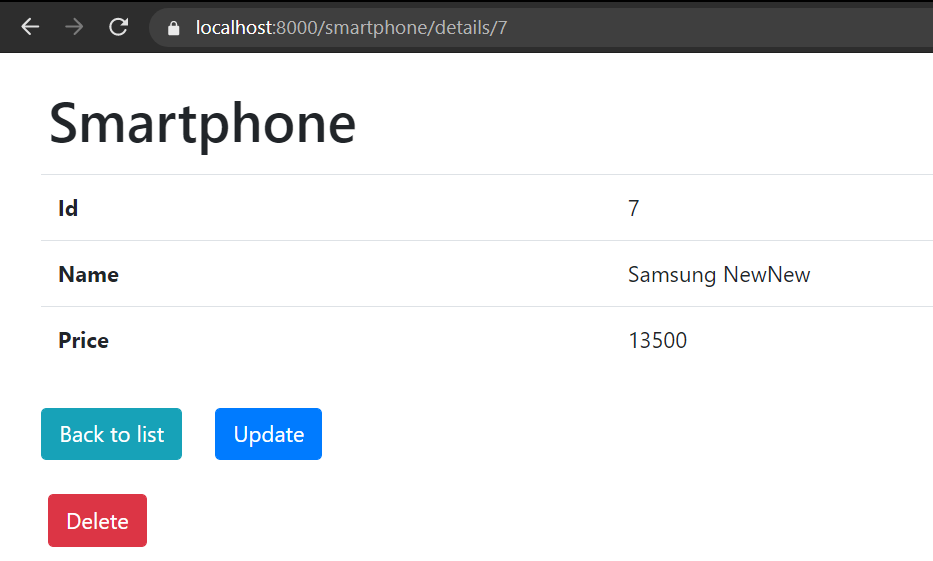 localhost:8000/smartphone/details/7
Smartphone
Id 7
Name Samsung NewNew
Price 13500
Back to list Update
Delete